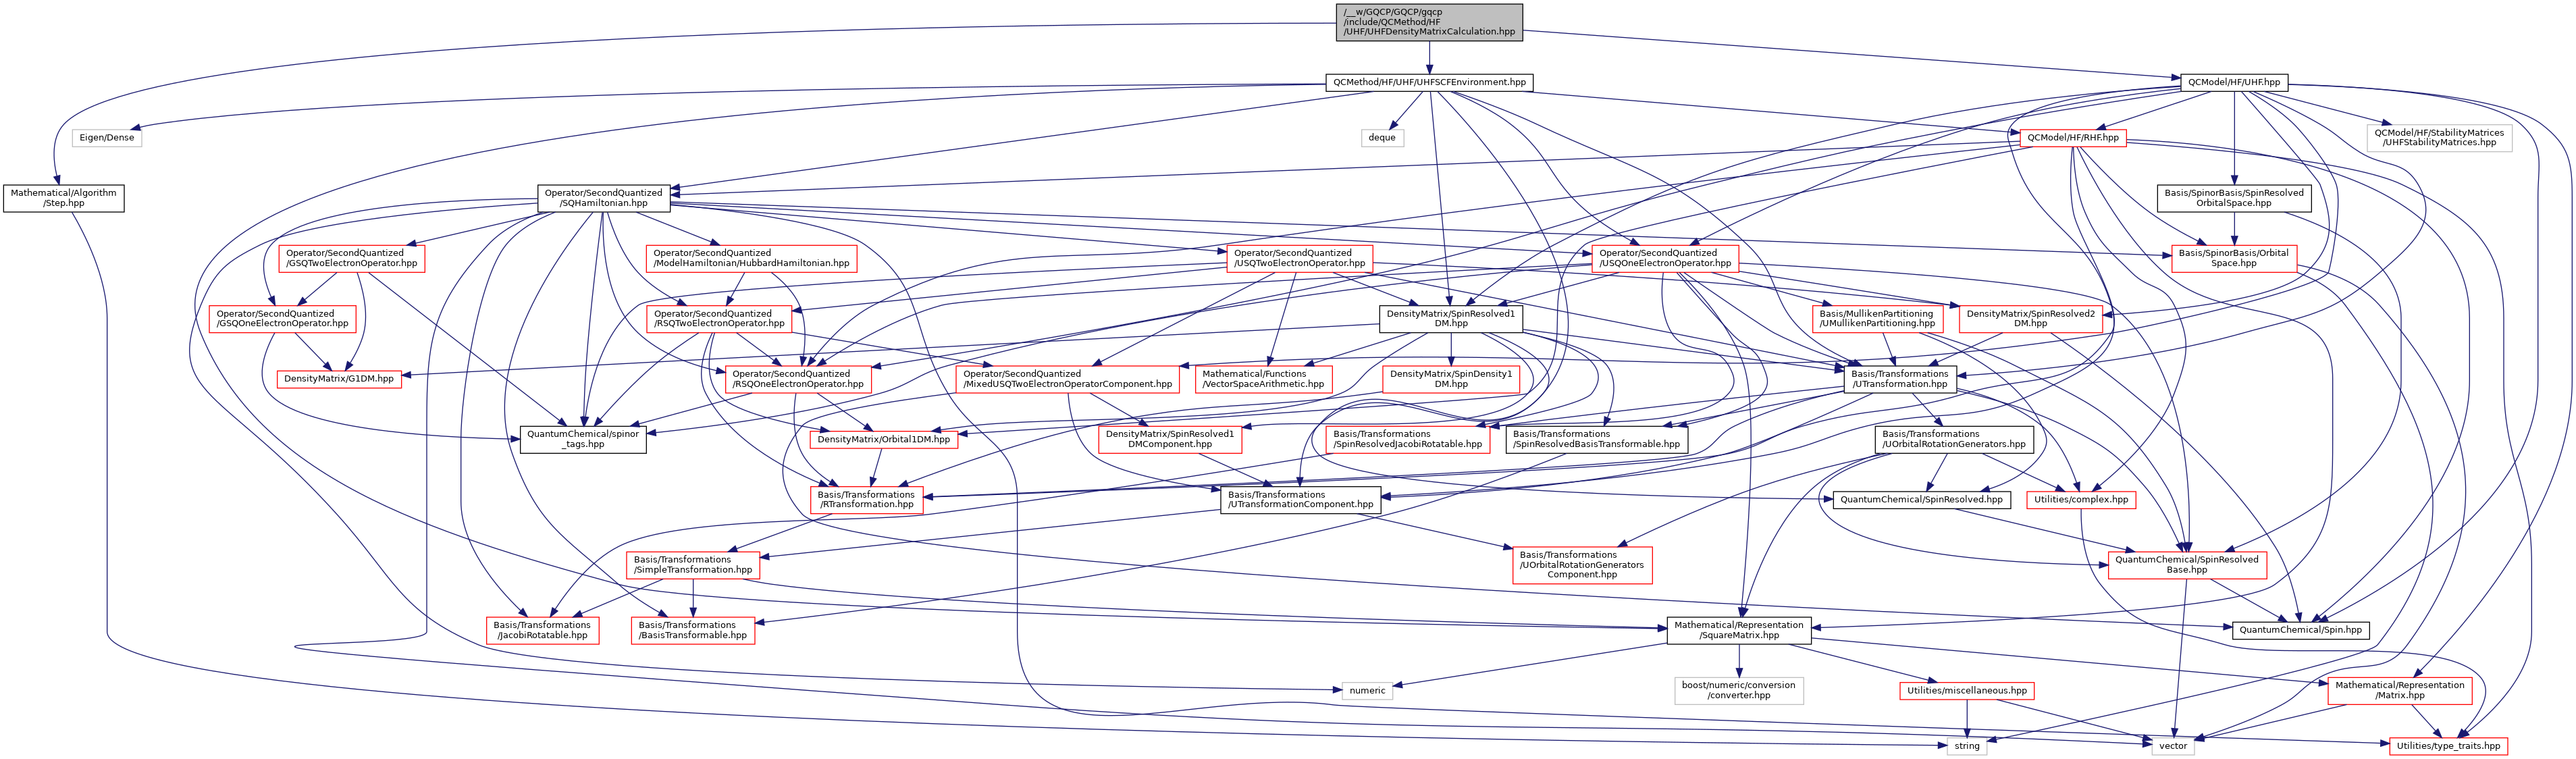 /__w/GQCP/GQCP/gqcp
/include/QCMethod/HF
/UHF/UHFDensityMatrixCalculation.hpp
QCMethod/HF/UHF/UHFSCFEnvironment.hpp
QCModel/HF/UHF.hpp
Eigen/Dense
deque
QCModel/HF/RHF.hpp
QCModel/HF/StabilityMatrices
/UHFStabilityMatrices.hpp
Mathematical/Algorithm
/Step.hpp
Operator/SecondQuantized
/SQHamiltonian.hpp
Basis/SpinorBasis/SpinResolved
OrbitalSpace.hpp
Operator/SecondQuantized
/GSQTwoElectronOperator.hpp
Operator/SecondQuantized
/ModelHamiltonian/HubbardHamiltonian.hpp
Operator/SecondQuantized
/USQTwoElectronOperator.hpp
Operator/SecondQuantized
/USQOneElectronOperator.hpp
Basis/SpinorBasis/Orbital
Space.hpp
Operator/SecondQuantized
/GSQOneElectronOperator.hpp
Operator/SecondQuantized
/RSQTwoElectronOperator.hpp
DensityMatrix/SpinResolved1
DM.hpp
Basis/MullikenPartitioning
/UMullikenPartitioning.hpp
DensityMatrix/SpinResolved2
DM.hpp
DensityMatrix/G1DM.hpp
Operator/SecondQuantized
/RSQOneElectronOperator.hpp
Operator/SecondQuantized
/MixedUSQTwoElectronOperatorComponent.hpp
Mathematical/Functions
/VectorSpaceArithmetic.hpp
DensityMatrix/SpinDensity1
DM.hpp
Basis/Transformations
/UTransformation.hpp
QuantumChemical/spinor
_tags.hpp
DensityMatrix/Orbital1DM.hpp
DensityMatrix/SpinResolved1
DMComponent.hpp
Basis/Transformations
/SpinResolvedJacobiRotatable.hpp
Basis/Transformations
/SpinResolvedBasisTransformable.hpp
Basis/Transformations
/UOrbitalRotationGenerators.hpp
Basis/Transformations
/RTransformation.hpp
Basis/Transformations
/UTransformationComponent.hpp
QuantumChemical/SpinResolved.hpp
Utilities/complex.hpp
Basis/Transformations
/SimpleTransformation.hpp
Basis/Transformations
/UOrbitalRotationGenerators
Component.hpp
QuantumChemical/SpinResolved
Base.hpp
Basis/Transformations
/JacobiRotatable.hpp
Basis/Transformations
/BasisTransformable.hpp
Mathematical/Representation
/SquareMatrix.hpp
QuantumChemical/Spin.hpp
numeric
boost/numeric/conversion
/converter.hpp
Utilities/miscellaneous.hpp
Mathematical/Representation
/Matrix.hpp
string
vector
Utilities/type_traits.hpp